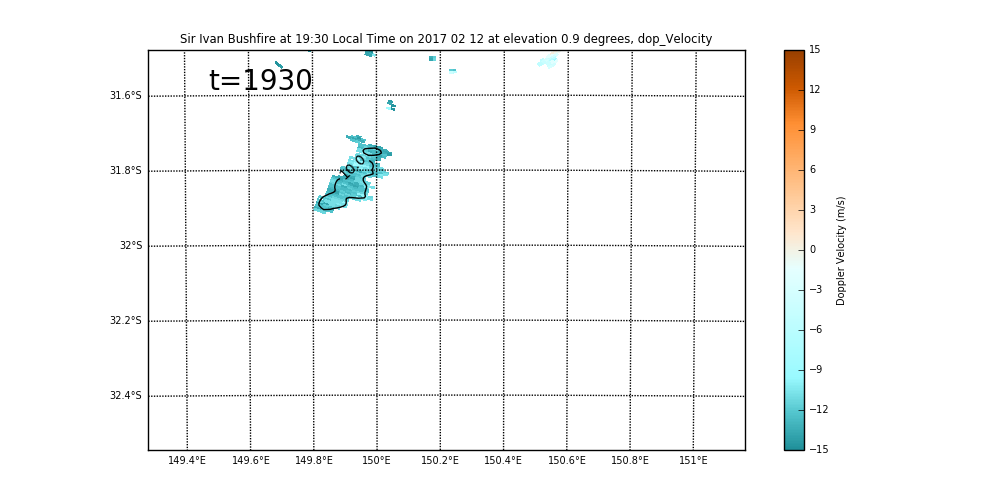 Sir Ivan Bushfire at 19:30 Local Time on 2017 02 12 at elevation 0.9 degrees, dop_Velocity
t=1930
31.6°S
31.8°S
32°S
32.2°S
32.4°S
149.4°E 149.6°E 149.8°E 150°E 150.2°E 150.4°E 150.6°E 150.8°E 151°E
15
12
9
6
3
0
−3
−6
−9
−12
−15
Doppler Velocity (m/s)